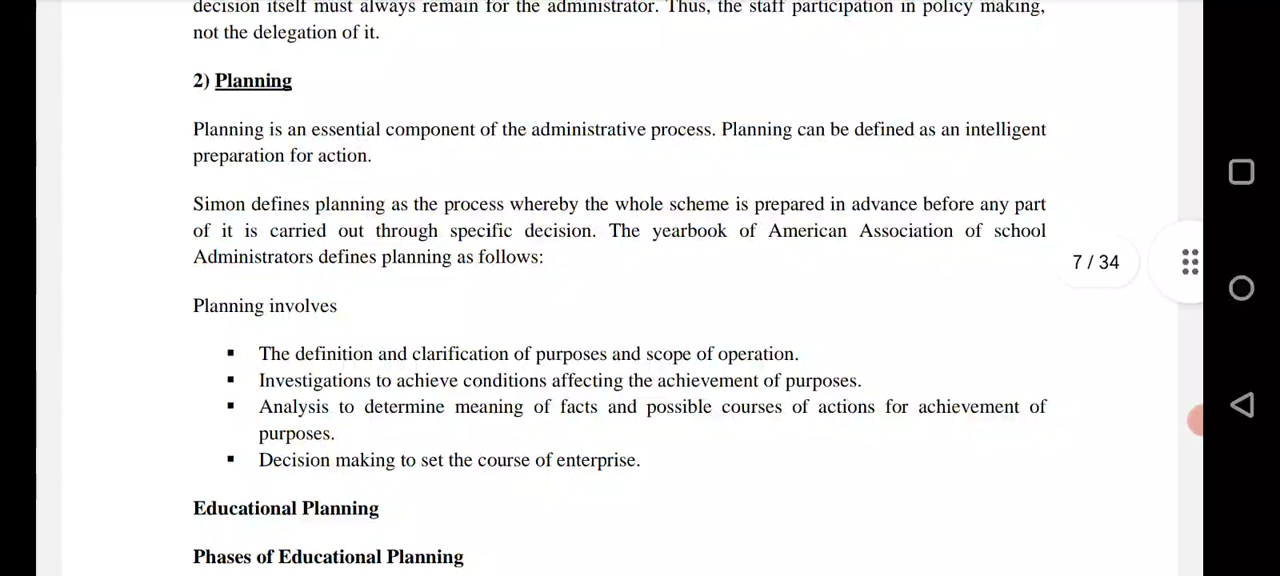 decision itself must always remain for the administrator. Thus, the staff participation in policy making,
not the delegation of it.
2) Planning
Planning is an essential component of the administrative process. Planning can be defined as an intelligent
preparation for action.
Simon defines planning as the process whereby the whole scheme is prepared in advance before any part
of it is carried out through specific decision. The yearbook of American Association of school
Administrators defines planning as follows:
7 / 34
Planning involves
▪ The definition and clarification of purposes and scope of operation.
▪ Investigations to achieve conditions affecting the achievement of purposes.
▪ Analysis to determine meaning of facts and possible courses of actions for achievement of
purposes.
▪ Decision making to set the course of enterprise.
Educational Planning
Phases of Educational Planning